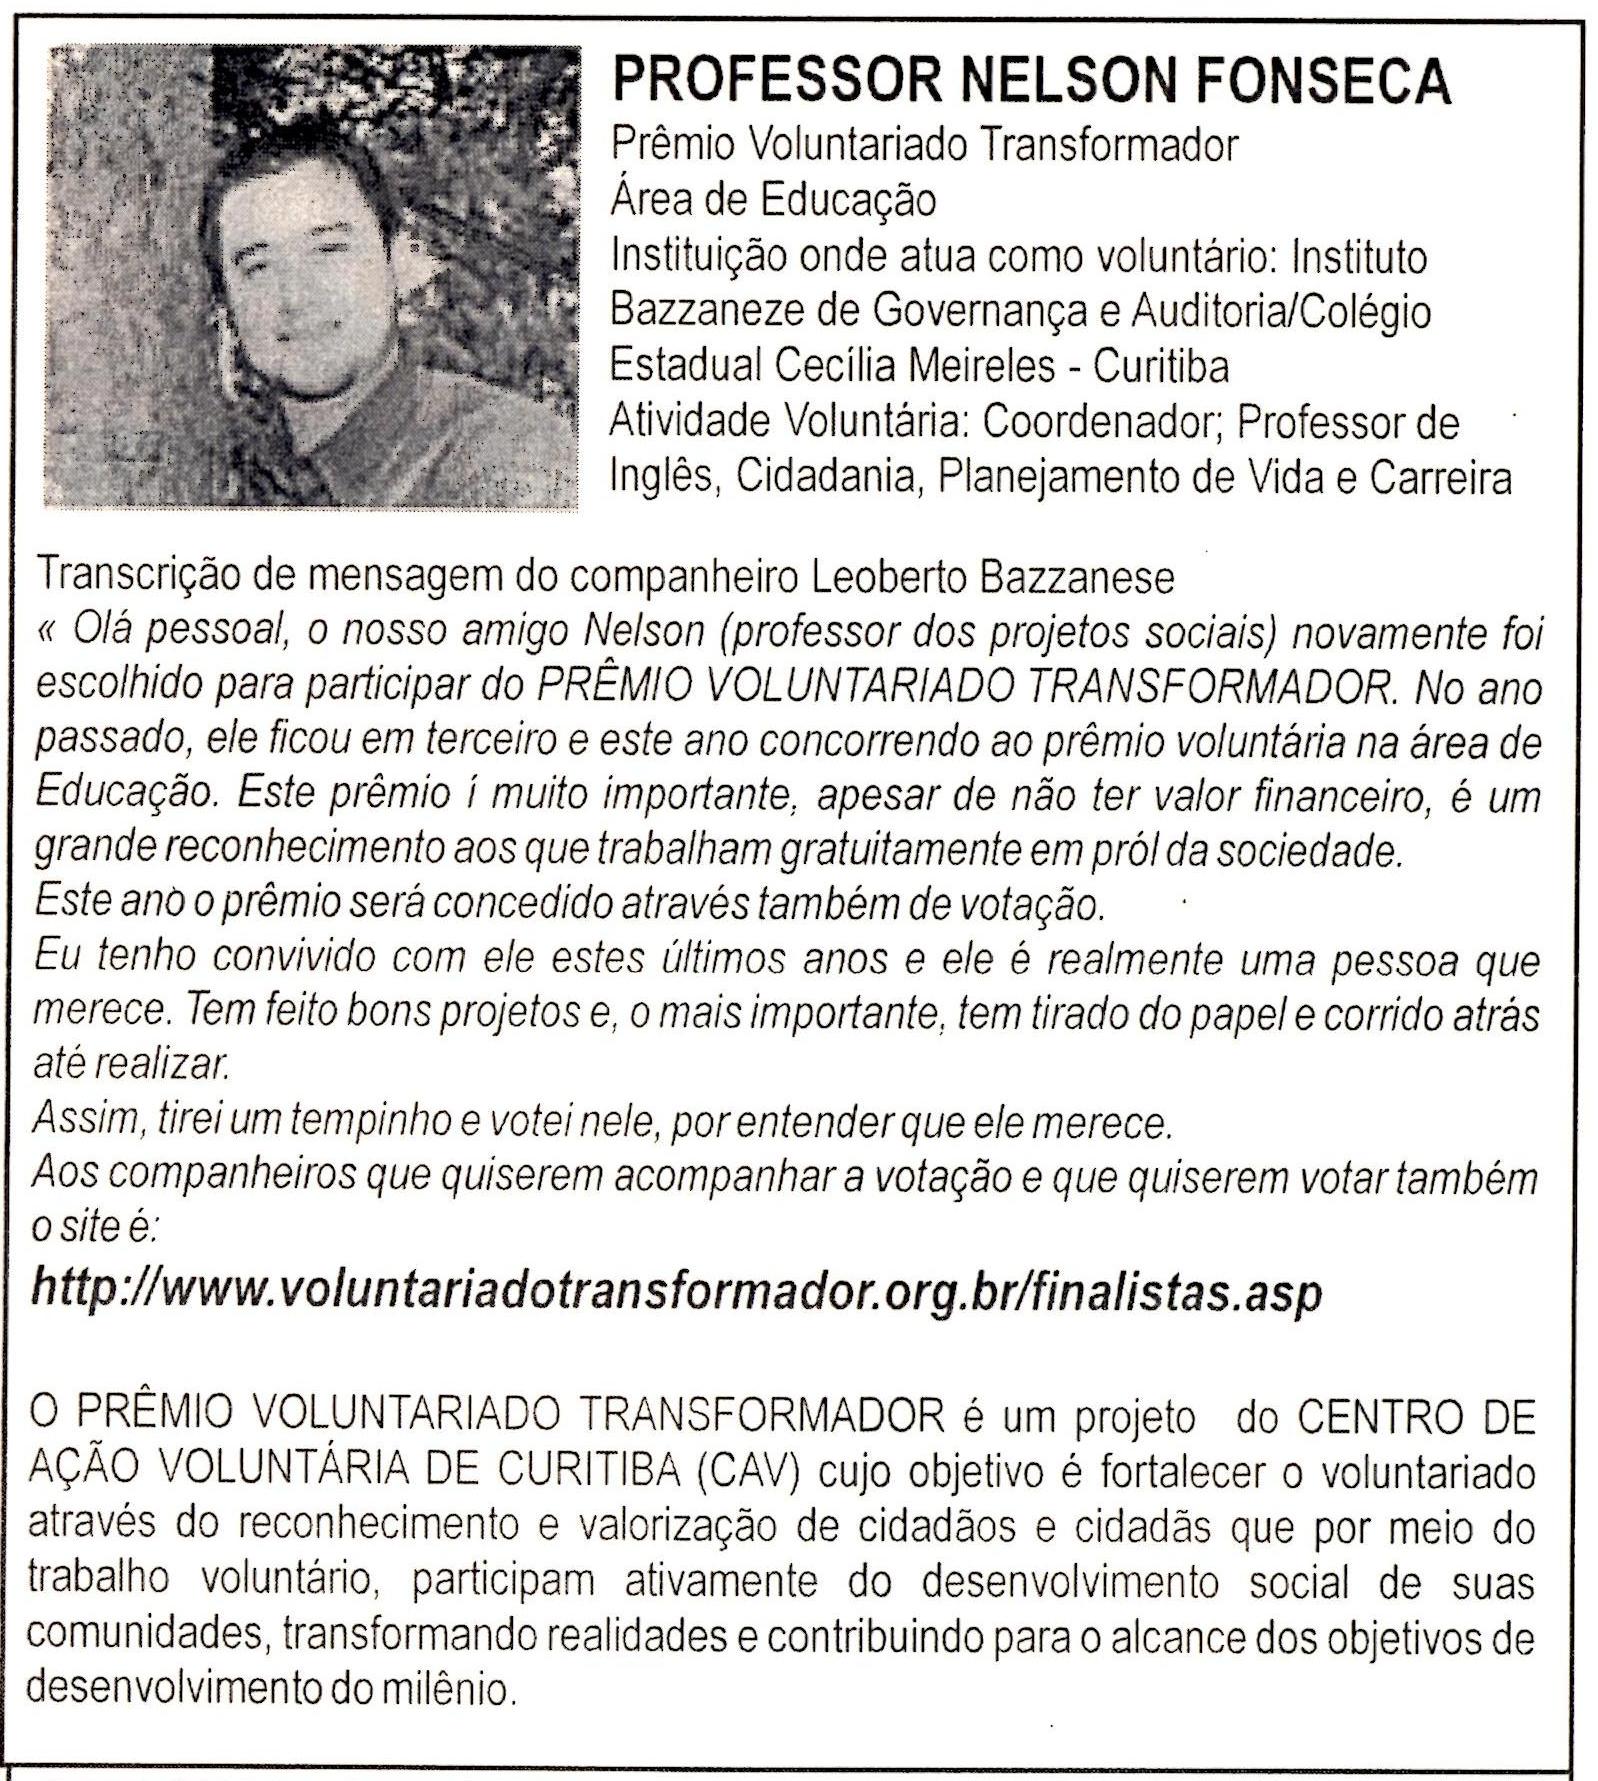 PROFESSOR NELSON FONSECA
Prêmio Voluntariado Transformador
Área de Educação
Instituição onde atua como voluntário: Instituto
Bazzaneze de Governança e Auditoria/Colégio
Estadual Cecília Meireles - Curitiba
Atividade Voluntária: Coordenador; Professor de
Inglês, Cidadania, Planejamento de Vida e Carreira
Transcrição de mensagem do companheiro Leoberto Bazzanese
« Olá pessoal, o nosso amigo Nelson (professor dos projetos sociais) novamente foi
escolhido para participar do PRÊMIO VOLUNTARIADO TRANSFORMADOR. No ano
passado, ele ficou em terceiro e este ano concorrendo ao prêmio voluntária na área de
Educação. Este prêmio í muito importante, apesar de não ter valor financeiro, é um
grande reconhecimento aos que trabalham gratuitamente em pról da sociedade.
Este ano o prêmio será concedido através também de votação.
Eu tenho convivido com ele estes últimos anos e ele é realmente uma pessoa que
merece. Tem feito bons projetos e, o mais importante, tem tirado do papel e corrido atrás
até realizar.
Assim, tirei um tempinho e votei nele, por entender que ele merece.
Aos companheiros que quiserem acompanhar a votação e que quiserem votar também
o site é:
http://www.voluntariadotransformador.org.br/finalistas.asp
O PRÊMIO VOLUNTARIADO TRANSFORMADOR é um projeto do CENTRO DE
AÇÃO VOLUNTÁRIA DE CURITIBA (CAV) cujo objetivo é fortalecer o voluntariado
através do reconhecimento e valorização de cidadãos e cidadãs que por meio do
trabalho voluntário, participam ativamente do desenvolvimento social de suas
comunidades, transformando realidades e contribuindo para o alcance dos objetivos de
desenvolvimento do milênio.